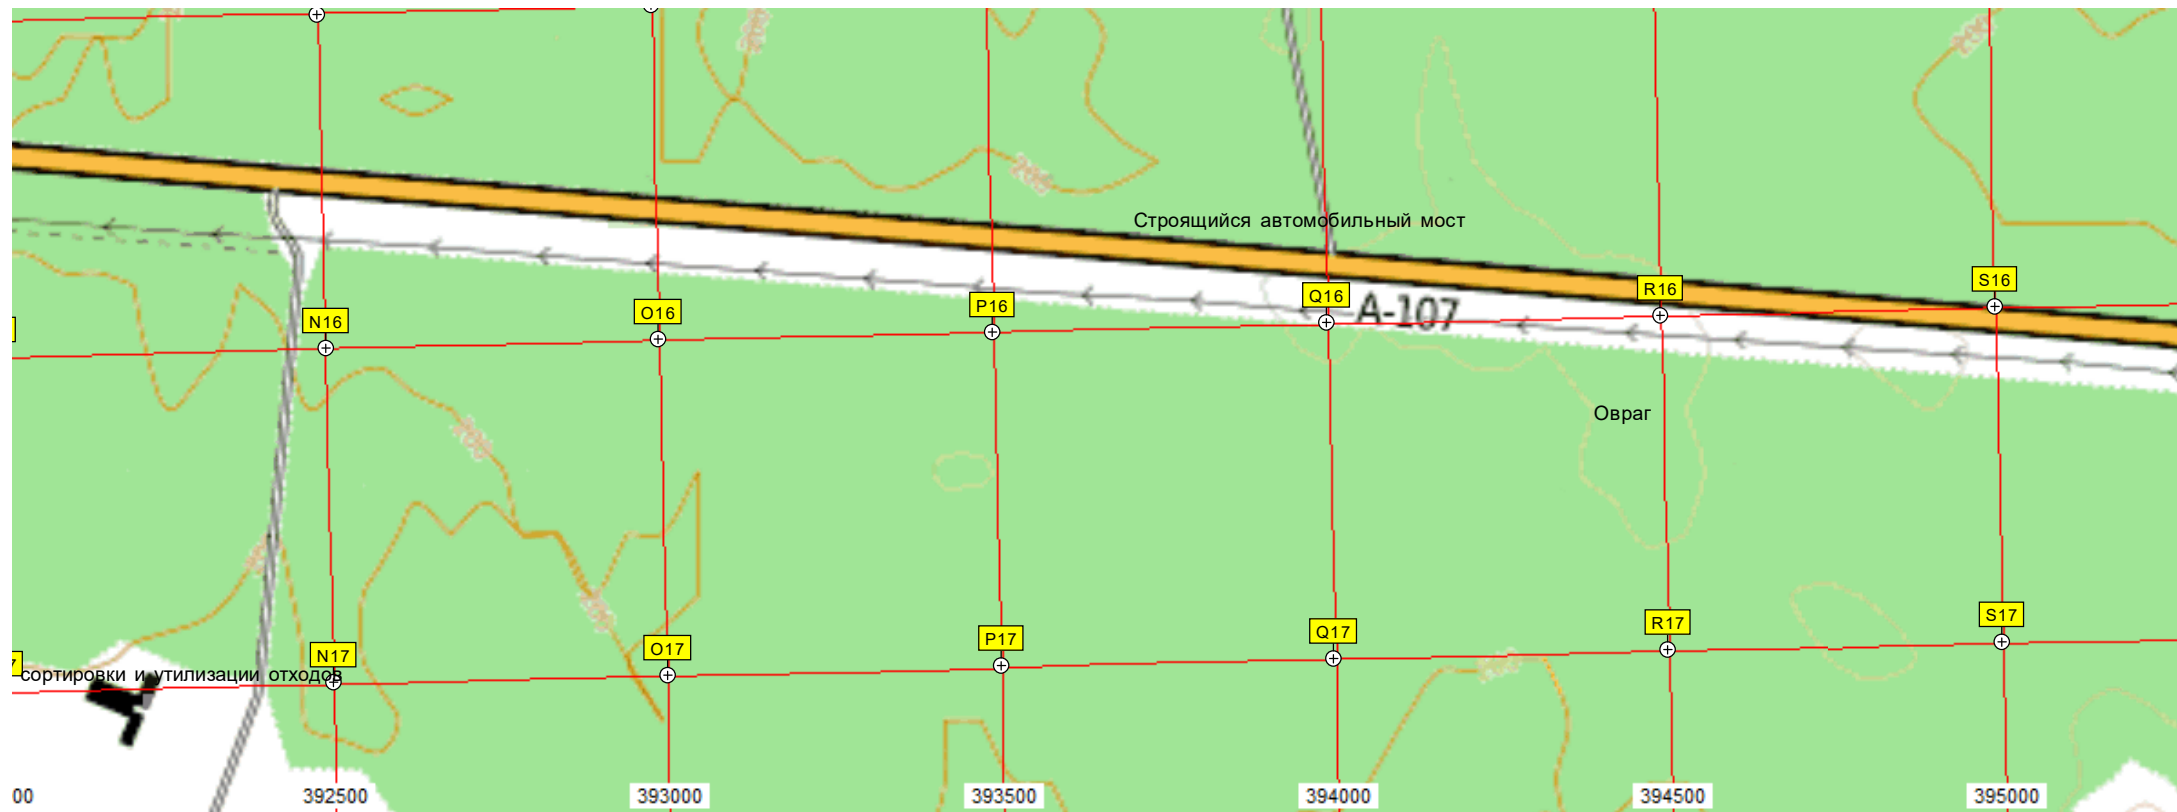 Строящийся автомобильный мост
N16
O16
P16
Q16
R16
S16
А-107
Овраг
N17
O17
P17
Q17
R17
S17
сортировки и утилизации отходов
00
392500
393000
393500
394000
394500
395000